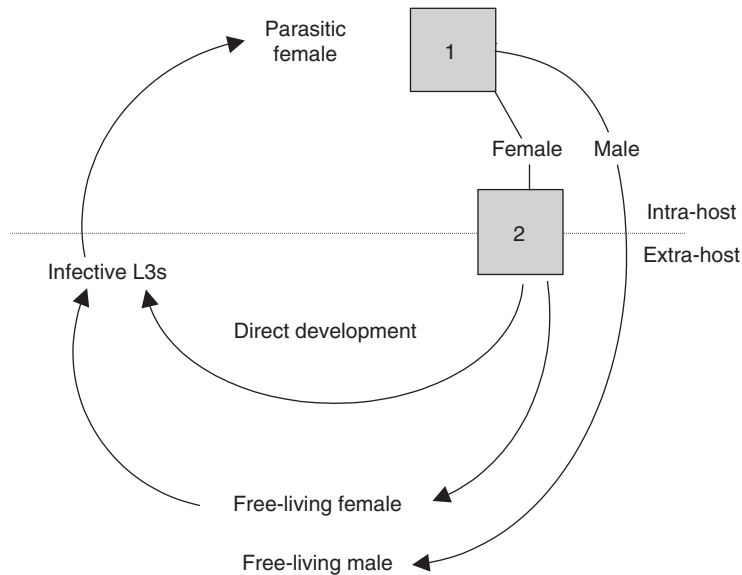 Parasitic
female
1
Female
Male
2
Intra-host
Extra-host
Infective L3s
Direct development
Free-living female
Free-living male